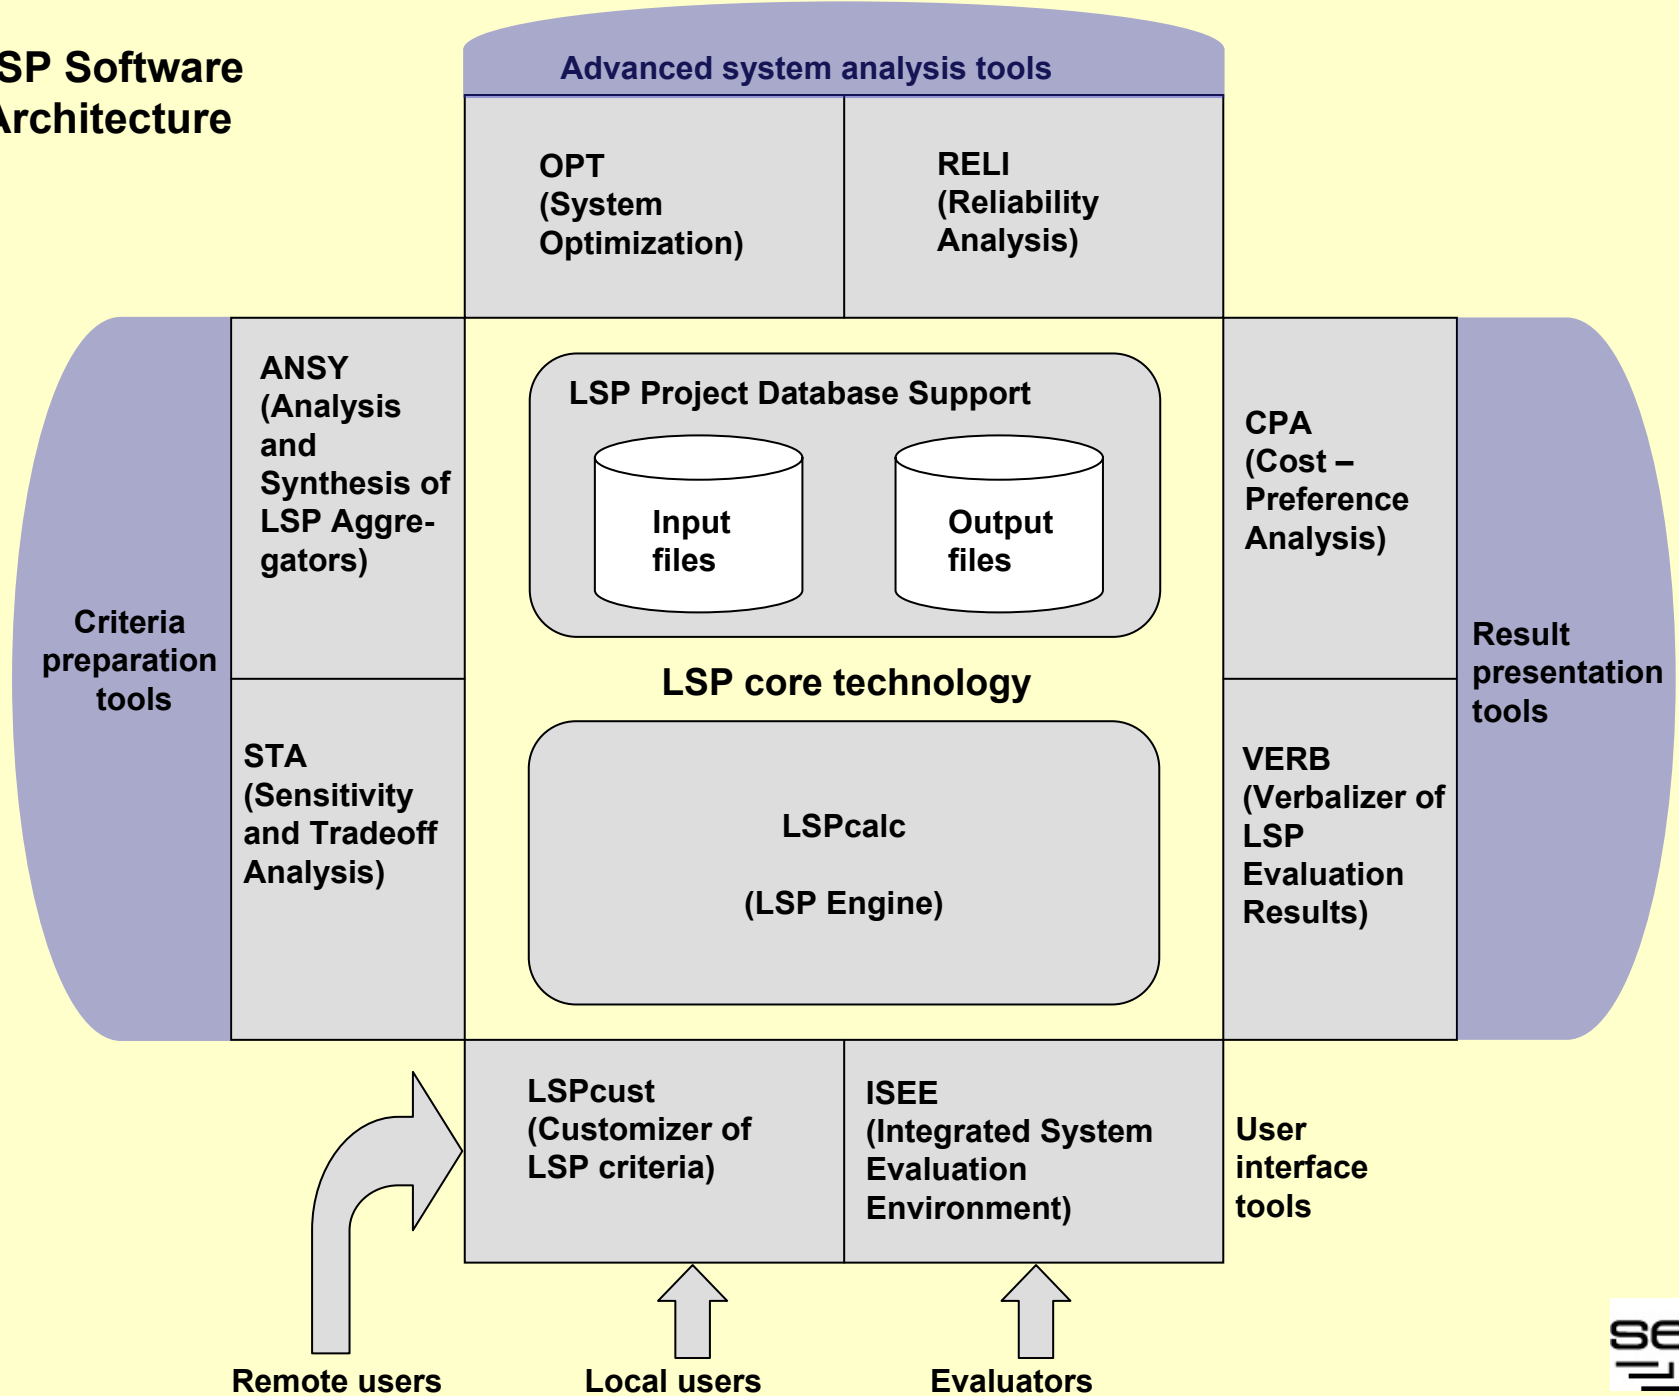 SP Software
Architecture
Advanced system analysis tools
OPT
(System
Optimization)
RELI
(Reliability
Analysis)
ANSY
(Analysis
and
Synthesis of
LSP Aggre-
gators)
LSP Project Database Support
Input
files
Output
files
CPA
(Cost –
Preference
Analysis)
Criteria
preparation
tools
Result
presentation
tools
LSP core technology
STA
(Sensitivity
and Tradeoff
Analysis)
LSPcalc
(LSP Engine)
VERB
(Verbalizer of
LSP
Evaluation
Results)
LSPcust
(Customizer of
LSP criteria)
ISEE
(Integrated System
Evaluation
Environment)
User
interface
tools
Remote users
Local users
Evaluators